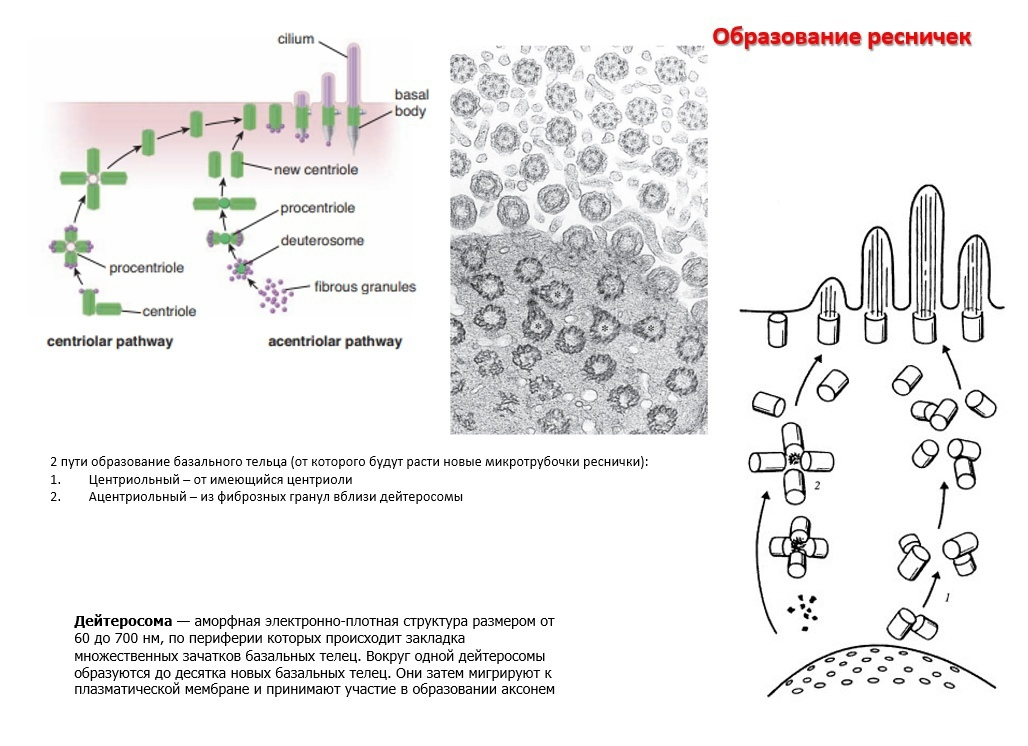 Образование ресничек
cilium
basal
body
new centriole
procentriole
deuterosome
procentriole
fibrous granules
centriole
centriolar pathway
acentriolar pathway
* * *
2
1
2 пути образование базального тельца (от которого будут расти новые микротрубочки реснички):
1. Центриольный – от имеющийся центриоли
2. Ацентриольный – из фиброзных гранул вблизи дейтеросомы
Дейтеросома — аморфная электронно-плотная структура размером от
60 до 700 нм, по периферии которых происходит закладка
множественных зачатков базальных телец. Вокруг одной дейтеросомы
образуются до десятка новых базальных телец. Они затем мигрируют к
плазматической мембране и принимают участие в образовании аксонем